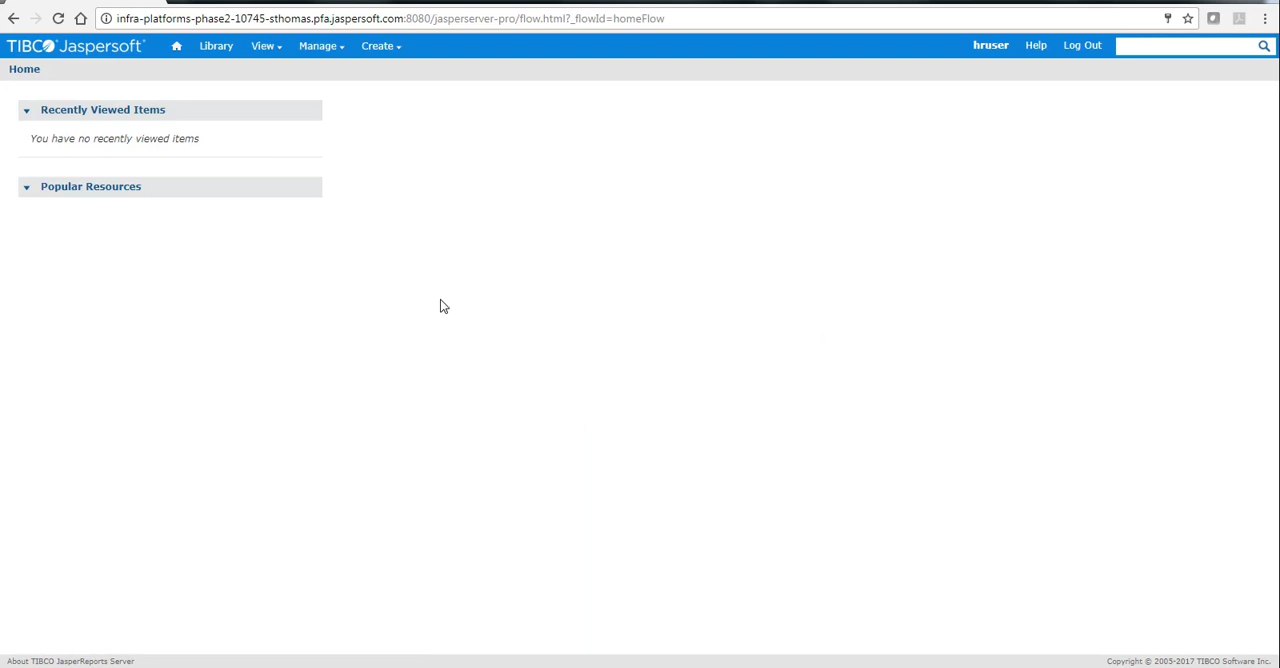 infra-platforms-phase2-10745-sthomas.pfa.jaspersoft.com:8080/jasperserver-pro/flow.html?_flowId=homeFlow
TIBCO Jaspersoft® Library View Manage Create hruser Help Log Out
Home
Recently Viewed Items
You have no recently viewed items
Popular Resources
About TIBCO JasperReports Server Copyright © 2005-2017 TIBCO Software Inc.